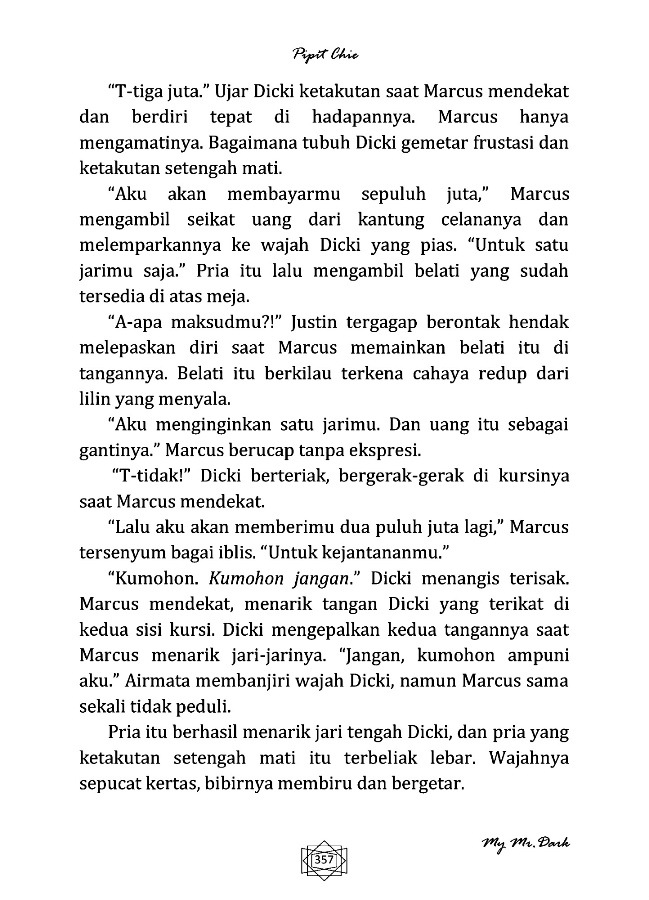 Pipit Chie
“T-tiga juta.” Ujar Dicki ketakutan saat Marcus mendekat
dan berdiri tepat di hadapannya. Marcus hanya
mengamatinya. Bagaimana tubuh Dicki gemetar frustasi dan
ketakutan setengah mati.
“Aku akan membayarmu sepuluh juta,” Marcus
mengambil seikat uang dari kantung celananya dan
melemparkannya ke wajah Dicki yang pias. “Untuk satu
jarimu saja.” Pria itu lalu mengambil belati yang sudah
tersedia di atas meja.
“A-apa maksudmu?!” Justin tergagap berontak hendak
melepaskan diri saat Marcus memainkan belati itu di
tangannya. Belati itu berkilau terkena cahaya redup dari
lilin yang menyala.
“Aku menginginkan satu jarimu. Dan uang itu sebagai
gantinya.” Marcus berucap tanpa ekspresi.
“T-tidak!” Dicki berteriak, bergerak-gerak di kursinya
saat Marcus mendekat.
“Lalu aku akan memberimu dua puluh juta lagi,” Marcus
tersenyum bagai iblis. “Untuk kejantananmu.”
“Kumohon. Kumohon jangan.” Dicki menangis terisak.
Marcus mendekat, menarik tangan Dicki yang terikat di
kedua sisi kursi. Dicki mengepalkan kedua tangannya saat
Marcus menarik jari-jarinya. “Jangan, kumohon ampuni
aku.” Airmata membanjiri wajah Dicki, namun Marcus sama
sekali tidak peduli.
Pria itu berhasil menarik jari tengah Dicki, dan pria yang
ketakutan setengah mati itu terbeliak lebar. Wajahnya
sepucat kertas, bibirnya membiru dan bergetar.
My Mr. Dark
357